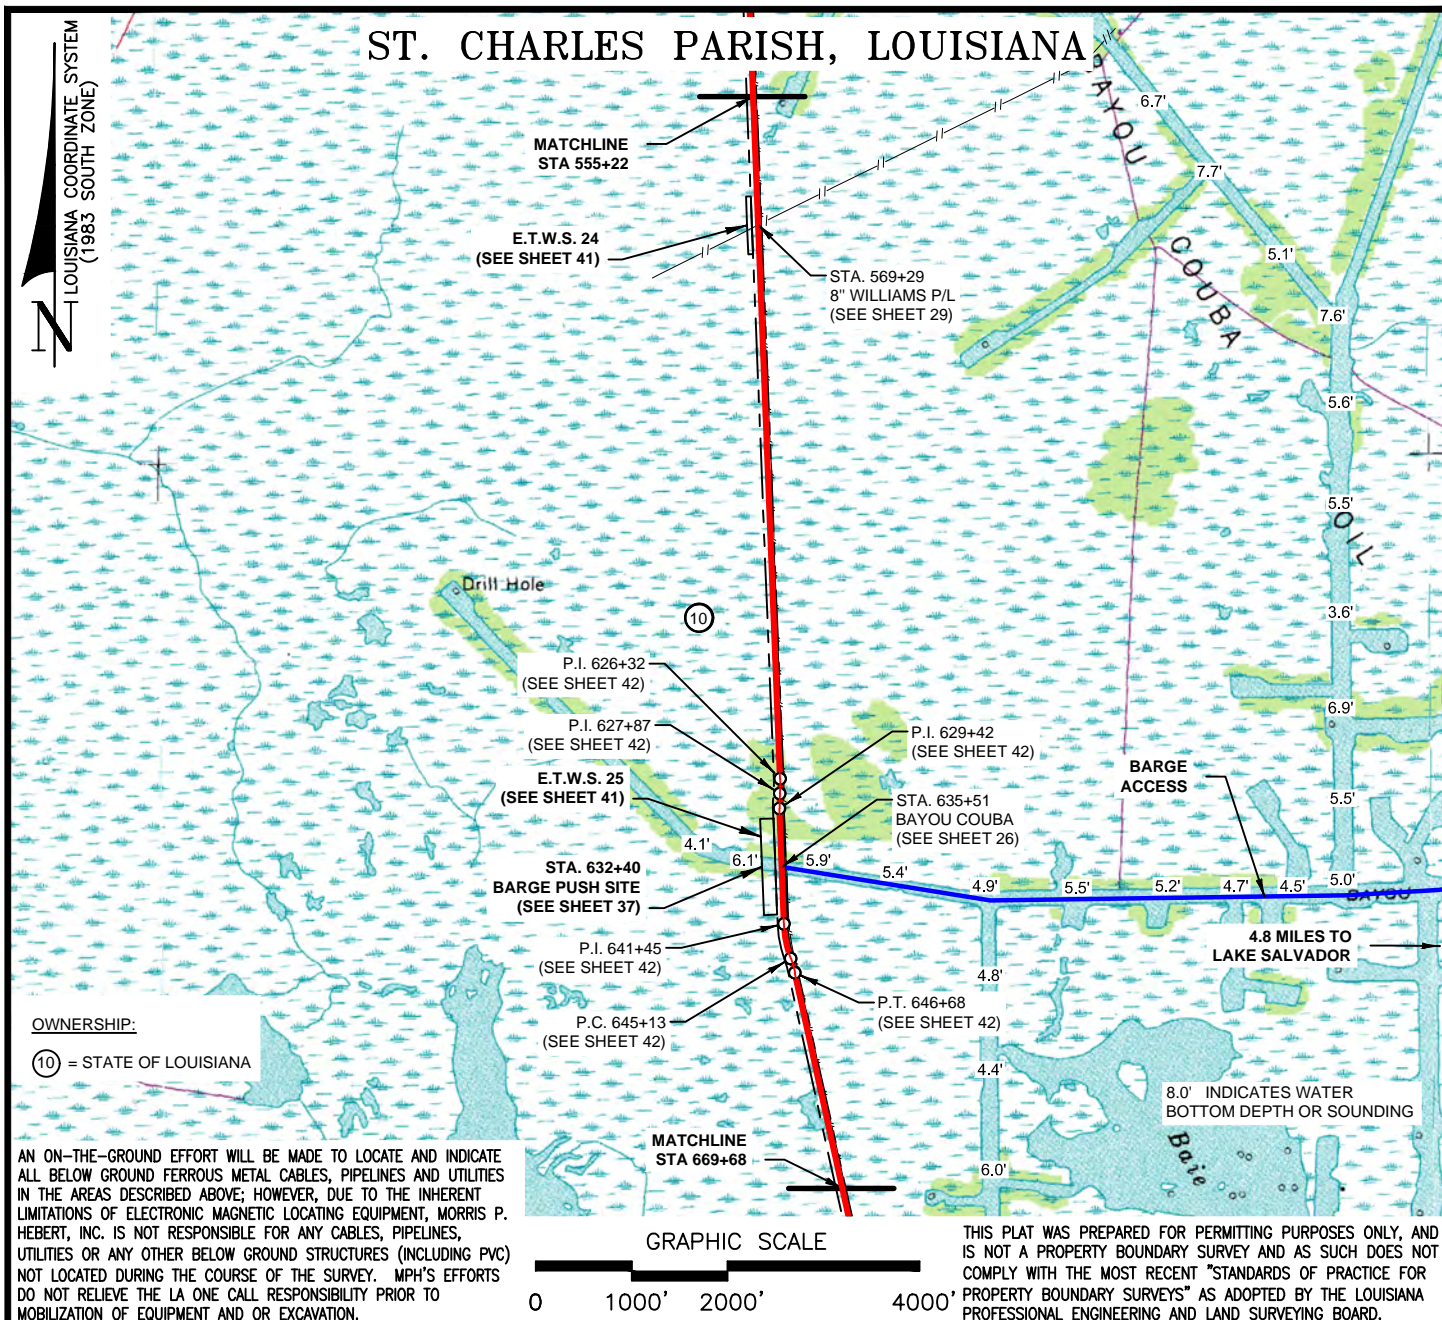 ST. CHARLES PARISH, LOUISIANA
LOUISIANA COORDINATE SYSTEM
(1983 SOUTH ZONE)
N
MATCHLINE
STA 555+22
E.T.W.S. 24
(SEE SHEET 41)
STA. 569+29
8" WILLIAMS P/L
(SEE SHEET 29)
BAYOU
COUBA
6.7'
7.7'
5.1'
7.6'
5.6'
5.5'
OIL
3.6'
6.9'
5.5'
Drill Hole
10
P.I. 626+32
(SEE SHEET 42)
P.I. 627+87
(SEE SHEET 42)
P.I. 629+42
(SEE SHEET 42)
E.T.W.S. 25
(SEE SHEET 41)
STA. 635+51
BAYOU COUBA
(SEE SHEET 26)
BARGE
ACCESS
4.1'
6.1'
5.9'
5.4'
4.9'
5.5'
5.2'
4.7'
4.5'
5.0'
BAYOU
STA. 632+40
BARGE PUSH SITE
(SEE SHEET 37)
4.8 MILES TO
LAKE SALVADOR
P.I. 641+45
(SEE SHEET 42)
4.8'
P.C. 645+13
(SEE SHEET 42)
P.T. 646+68
(SEE SHEET 42)
4.4'
OWNERSHIP:
10 = STATE OF LOUISIANA
8.0' INDICATES WATER
BOTTOM DEPTH OR SOUNDING
Baie
6.0'
MATCHLINE
STA 669+68
AN ON-THE-GROUND EFFORT WILL BE MADE TO LOCATE AND INDICATE
ALL BELOW GROUND FERROUS METAL CABLES, PIPELINES AND UTILITIES
IN THE AREAS DESCRIBED ABOVE; HOWEVER, DUE TO THE INHERENT
LIMITATIONS OF ELECTRONIC MAGNETIC LOCATING EQUIPMENT, MORRIS P.
HEBERT, INC. IS NOT RESPONSIBLE FOR ANY CABLES, PIPELINES,
UTILITIES OR ANY OTHER BELOW GROUND STRUCTURES (INCLUDING PVC)
NOT LOCATED DURING THE COURSE OF THE SURVEY. MPH'S EFFORTS
DO NOT RELIEVE THE LA ONE CALL RESPONSIBILITY PRIOR TO
MOBILIZATION OF EQUIPMENT AND OR EXCAVATION.
GRAPHIC SCALE
0 1000' 2000' 4000'
THIS PLAT WAS PREPARED FOR PERMITTING PURPOSES ONLY, AND
IS NOT A PROPERTY BOUNDARY SURVEY AND AS SUCH DOES NOT
COMPLY WITH THE MOST RECENT "STANDARDS OF PRACTICE FOR
PROPERTY BOUNDARY SURVEYS" AS ADOPTED BY THE LOUISIANA
PROFESSIONAL ENGINEERING AND LAND SURVEYING BOARD.